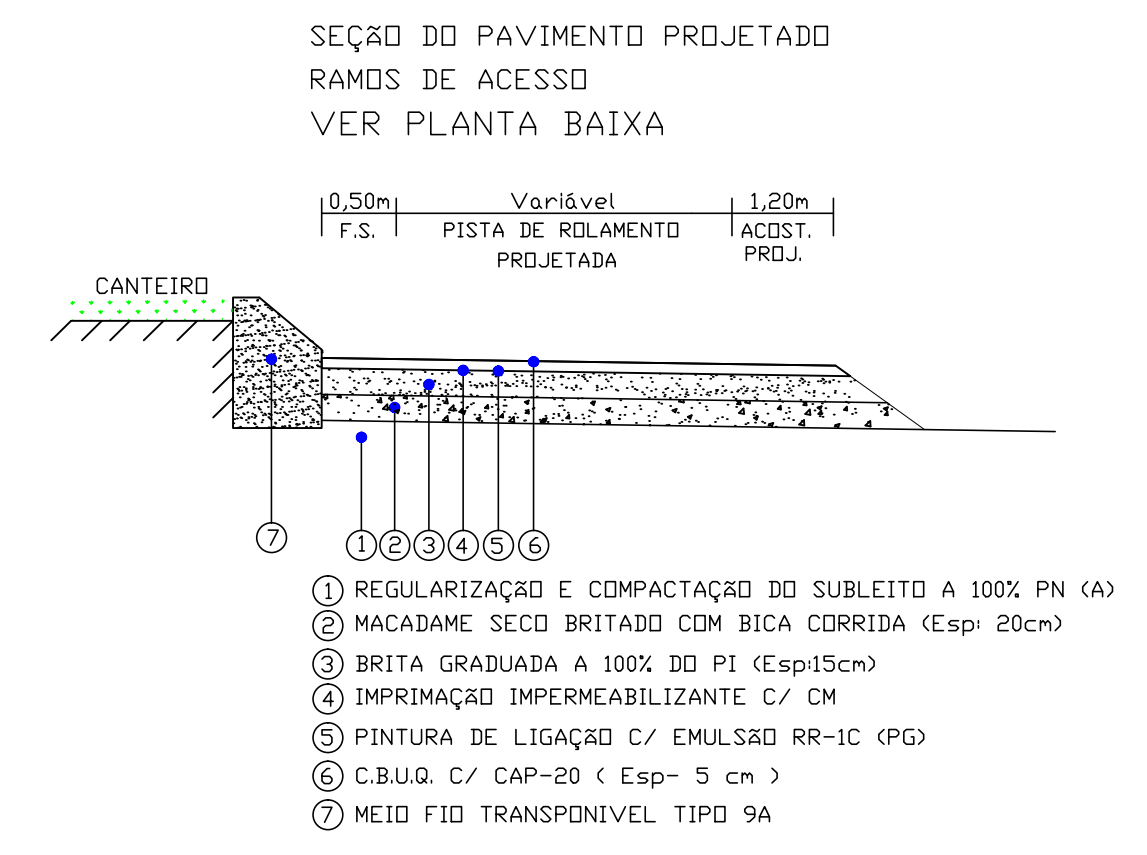 SEÇÃO DO PAVIMENTO PROJETADO
RAMOS DE ACESSO
VER PLANTA BAIXA
0,50m Variável 1,20m
F.S. PISTA DE ROLAMENTO ACOST.
PROJETADA PROJ.
CANTEIRO
7 1 2 3 4 5 6
1 REGULARIZAÇÃO E COMPACTAÇÃO DO SUBLEITO A 100% PN (A)
2 MACADAME SECO BRITADO COM BICA CORRIDA (Esp: 20cm)
3 BRITA GRADUADA A 100% DO PI (Esp:15cm)
4 IMPRIMAÇÃO IMPERMEABILIZANTE C/ CM
5 PINTURA DE LIGAÇÃO C/ EMULSÃO RR-1C (PG)
6 C.B.U.Q. C/ CAP-20 ( Esp- 5 cm )
7 MEIO FIO TRANSPONIVEL TIPO 9A